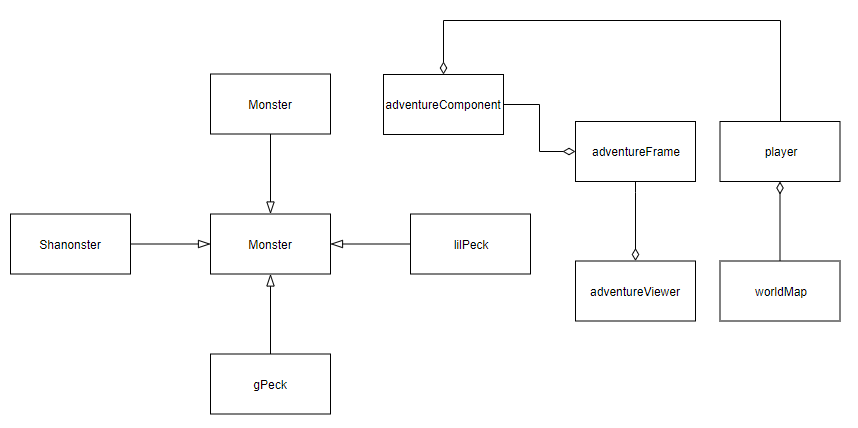 Monster
adventureComponent
adventureFrame
player
Shanonster
Monster
lilPeck
adventureViewer
worldMap
gPeck